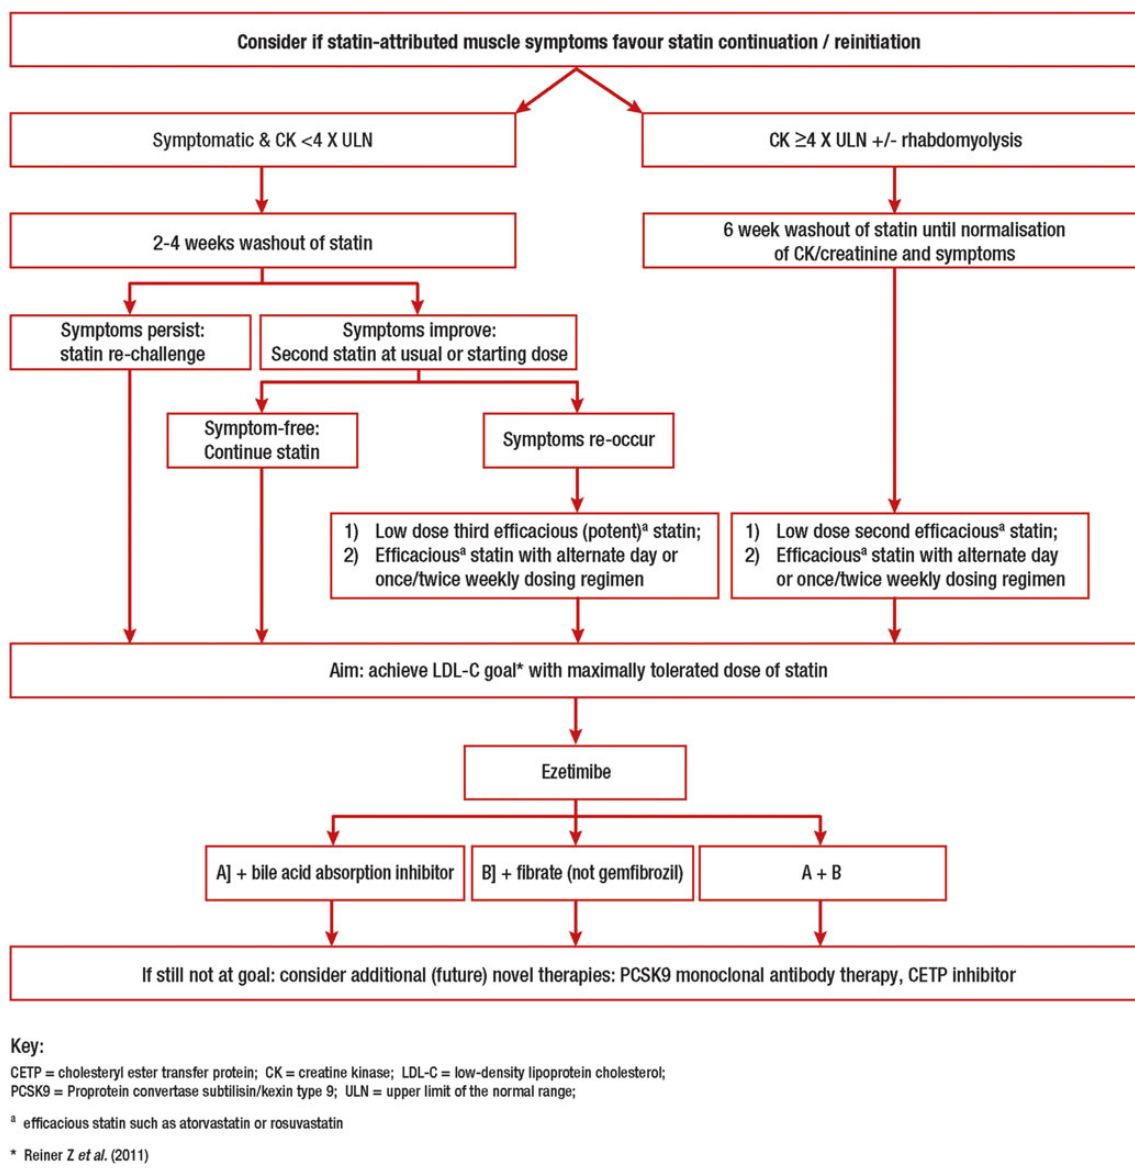 Consider if statin-attributed muscle symptoms favour statin continuation / reinitiation
Symptomatic & CK <4 X ULN
CK ≥4 X ULN +/- rhabdomyolysis
2-4 weeks washout of statin
6 week washout of statin until normalisation
of CK/creatinine and symptoms
Symptoms persist:
statin re-challenge
Symptoms improve:
Second statin at usual or starting dose
Symptom-free:
Continue statin
Symptoms re-occur
1) Low dose third efficacious (potent)ᵃ statin;
2) Efficaciousᵃ statin with alternate day or
once/twice weekly dosing regimen
1) Low dose second efficaciousᵃ statin;
2) Efficaciousᵃ statin with alternate day
or once/twice weekly dosing regimen
Aim: achieve LDL-C goal* with maximally tolerated dose of statin
Ezetimibe
A] + bile acid absorption inhibitor
B] + fibrate (not gemfibrozil)
A + B
If still not at goal: consider additional (future) novel therapies: PCSK9 monoclonal antibody therapy, CETP inhibitor
Key:
CETP = cholesteryl ester transfer protein; CK = creatine kinase; LDL-C = low-density lipoprotein cholesterol;
PCSK9 = Proprotein convertase subtilisin/kexin type 9; ULN = upper limit of the normal range;
ᵃ efficacious statin such as atorvastatin or rosuvastatin
* Reiner Z et al. (2011)